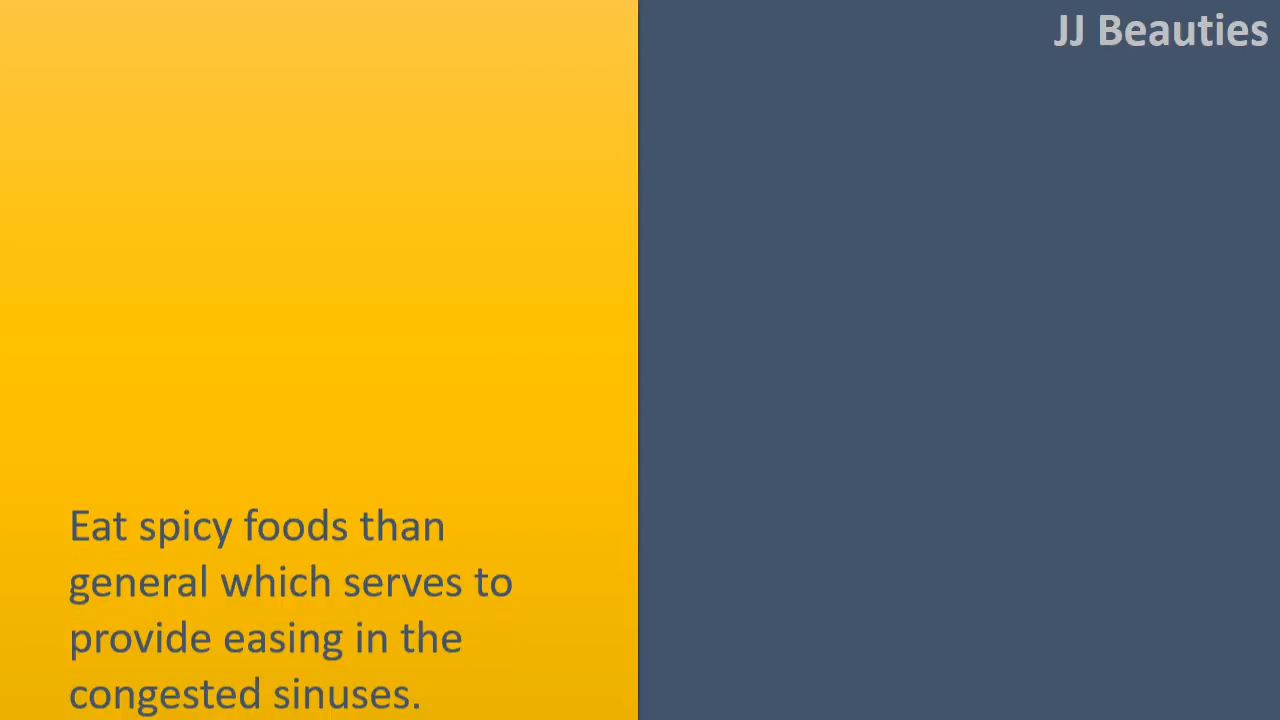 JJ Beauties
Eat spicy foods than
general which serves to
provide easing in the
congested sinuses.